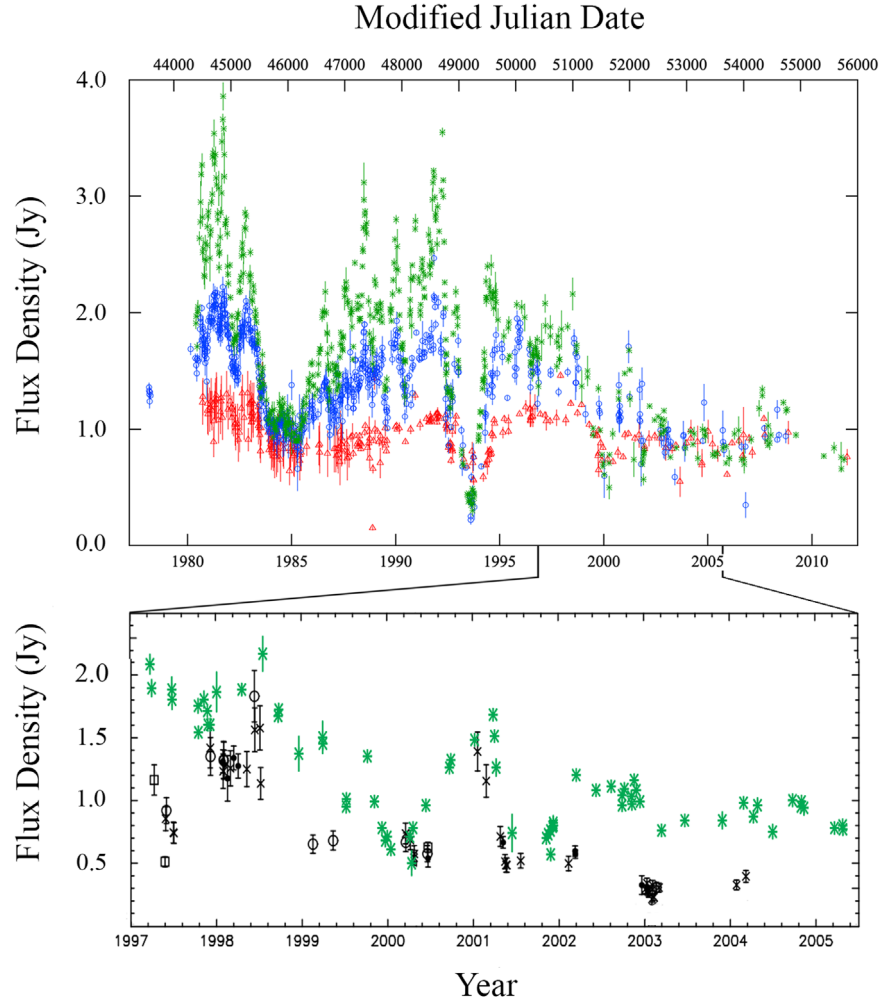 Modified Julian Date
44000 45000 46000 47000 48000 49000 50000 51000 52000 53000 54000 55000 56000
4.0
3.0
2.0
1.0
0.0
Flux Density (Jy)
1980 1985 1990 1995 2000 2005 2010
2.0
1.5
1.0
0.5
Flux Density (Jy)
1997 1998 1999 2000 2001 2002 2003 2004 2005
Year